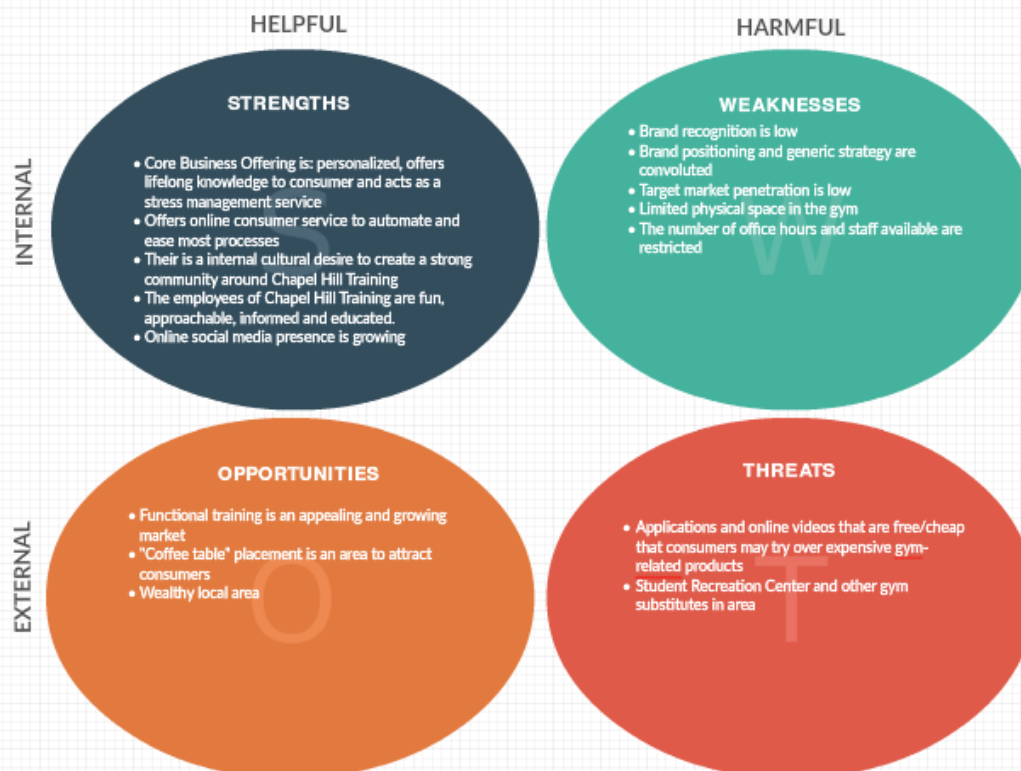 HELPFUL
HARMFUL
INTERNAL
STRENGTHS
• Core Business Offering is: personalized, offers
lifelong knowledge to consumer and acts as a
stress management service
• Offers online consumer service to automate and
ease most processes
• Their is a internal cultural desire to create a strong
community around Chapel Hill Training
• The employees of Chapel Hill Training are fun,
approachable, informed and educated.
• Online social media presence is growing
S
WEAKNESSES
• Brand recognition is low
• Brand positioning and generic strategy are
convoluted
• Target market penetration is low
• Limited physical space in the gym
• The number of office hours and staff available are
restricted
W
EXTERNAL
OPPORTUNITIES
• Functional training is an appealing and growing
market
• "Coffee table" placement is an area to attract
consumers
• Wealthy local area
O
THREATS
• Applications and online videos that are free/cheap
that consumers may try over expensive gym-
related products
• Student Recreation Center and other gym
substitutes in area
T